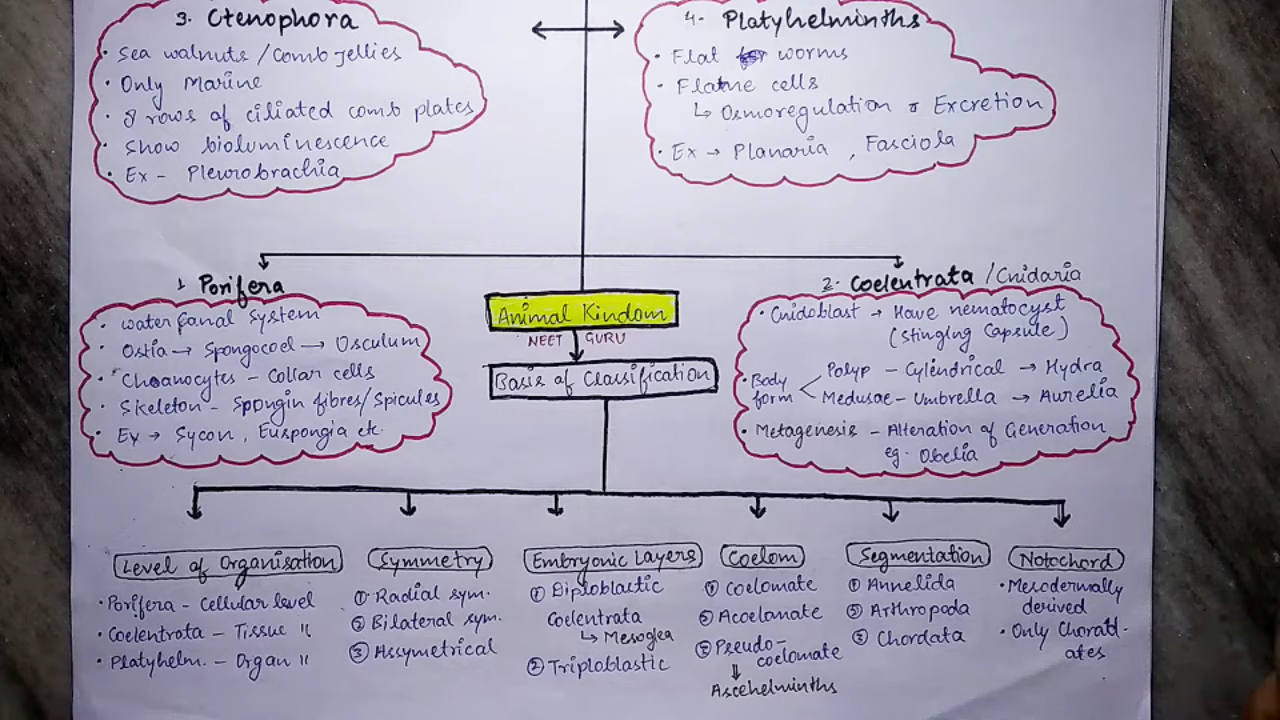 3. Ctenophora
• Sea walnuts / Comb Jellies
• Only Marine
• 8 rows of ciliated comb plates
• Show bioluminescence
• Ex - Pleurobrachia
4. Platyhelminths
• Flat worms
• Flame cells
↳ Osmoregulation & Excretion
• Ex → Planaria , Fasciola
1 Porifera
• water canal system
• Ostia → Spongocoel → Osculum
• Choanocytes - Collar cells
• Skeleton - Spongin fibres/Spicules
• Ex → Sycon , Euspongia etc.
2. Coelentrata / Cnidaria
• Cnidoblast → Have nematocyst
(Stinging Capsule)
• Body form < Polyp - Cylindrical → Hydra
Medusae - Umbrella → Aurelia
• Metagenesis - Alteration of Generation
eg. Obelia
Animal Kindom
NEET GURU
Basis of Classification
Level of Organisation
• Porifera - Cellular level
• Coelentrata - Tissue "
• Platyhelm. - Organ "
Symmetry
① Radial sym.
② Bilateral sym.
③ Assymetrical
Embryonic Layers
① Diploblastic
Coelentrata
↳ Mesoglea
② Triploblastic
Coelom
① Coelomate
② Acoelomate
③ Pseudo-
coelomate
⇓
Ascehelminths
Segmentation
① Annelida
② Arthropoda
③ Chordata
Notochord
• Mesodermally
derived
• Only Chordt-
ates